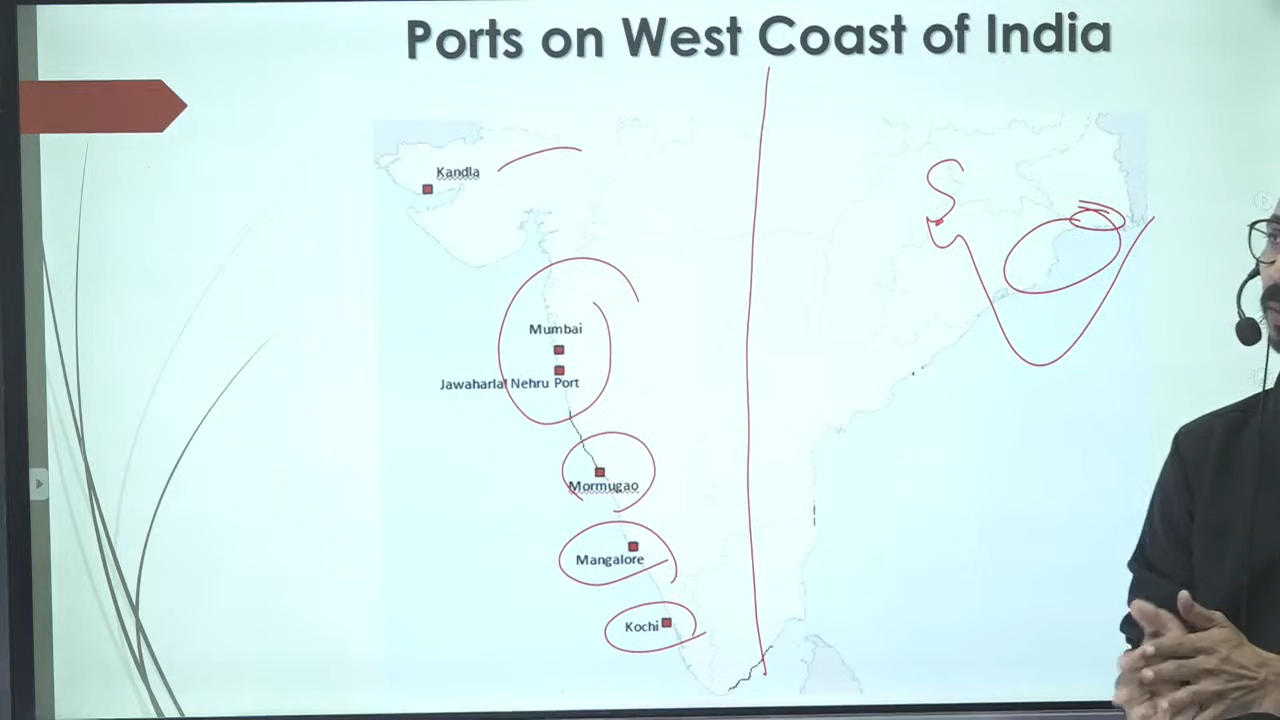 Ports on West Coast of India
Kandla
Mumbai
Jawaharlal Nehru Port
Mormugao
Mangalore
Kochi